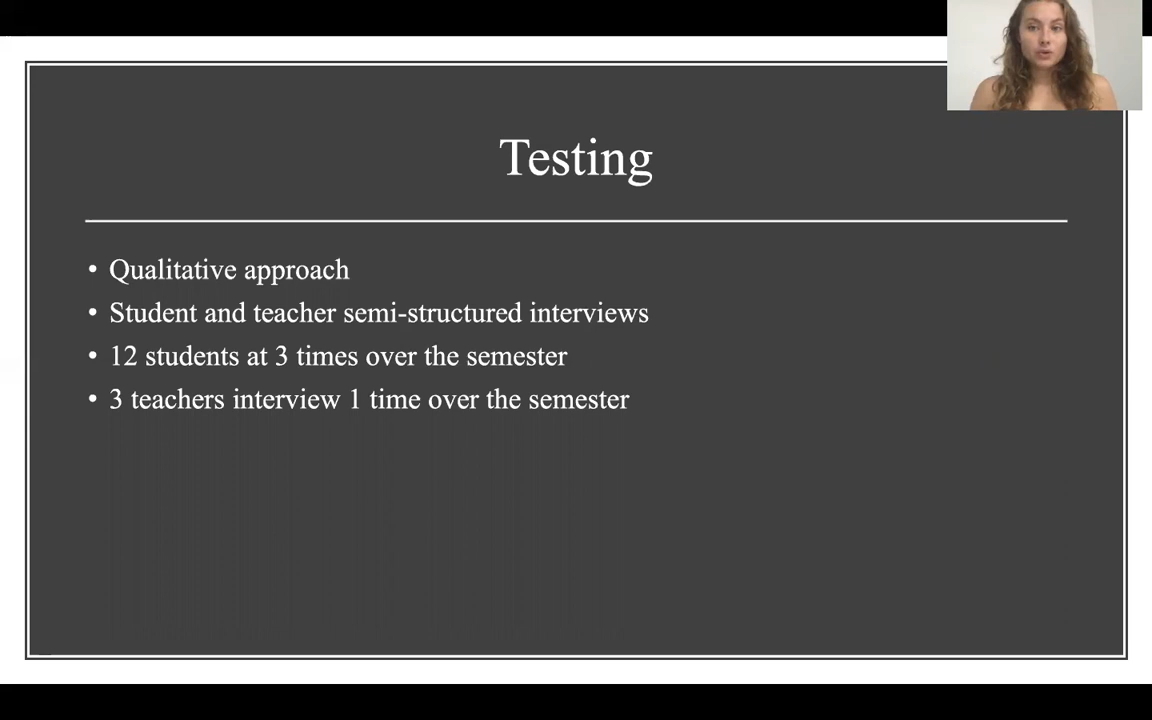 Testing
• Qualitative approach
• Student and teacher semi-structured interviews
• 12 students at 3 times over the semester
• 3 teachers interview 1 time over the semester